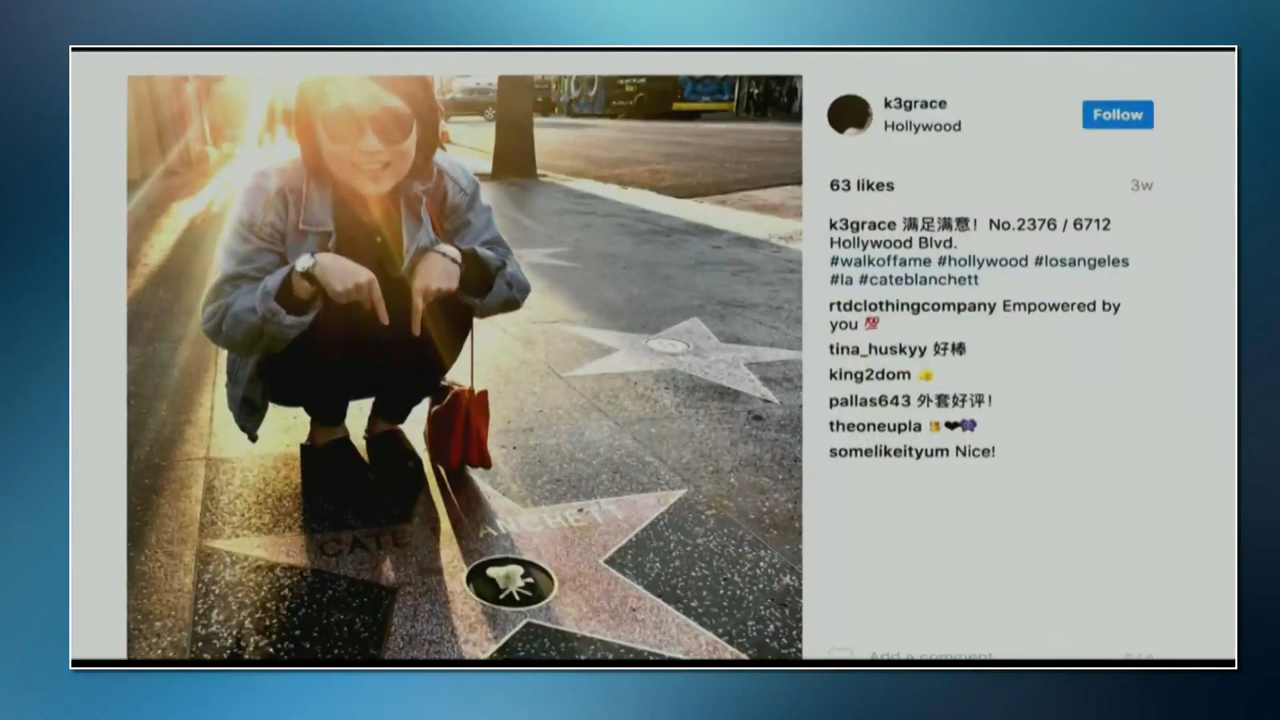 k3grace
Hollywood
Follow
63 likes
3w
k3grace 满足满意！No.2376 / 6712
Hollywood Blvd.
#walkoffame #hollywood #losangeles
#la #cateblanchett
rtdclothingcompany Empowered by
you 💯
tina_huskyy 好棒
king2dom 👍
pallas643 外套好评！
theoneupla
somelikeityum Nice!
CATE
Add a comment